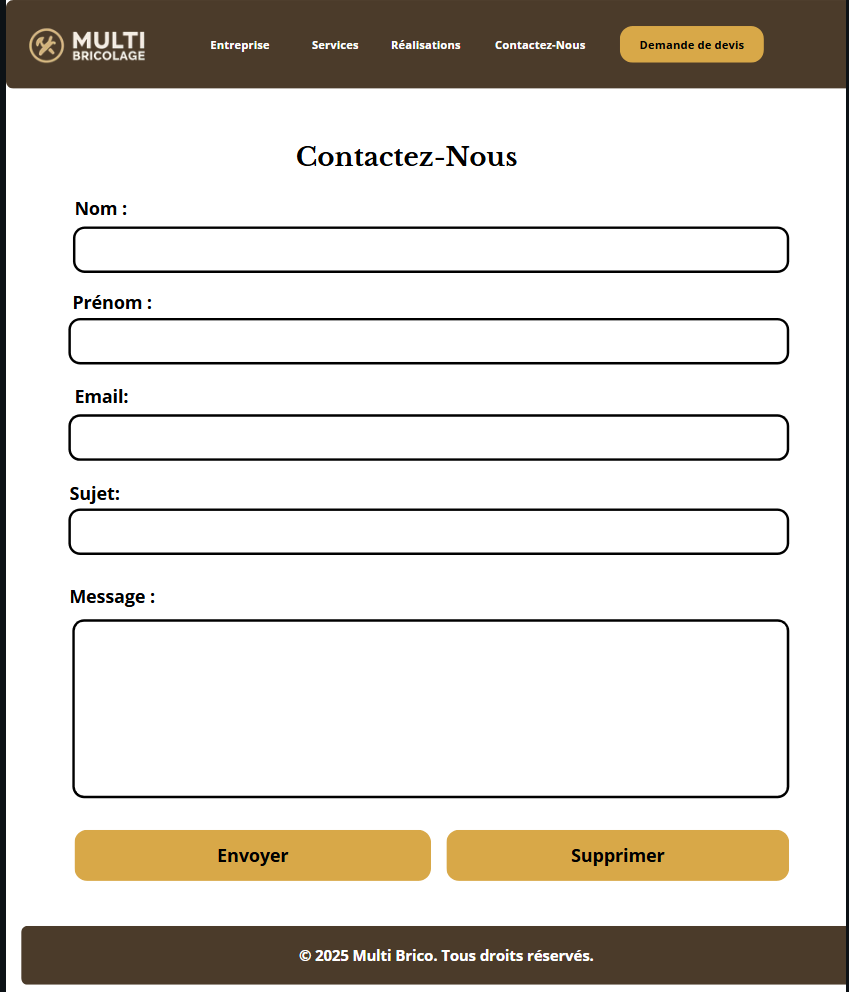 MULTI
BRICOLAGE
Entreprise Services Réalisations Contactez-Nous Demande de devis
Contactez-Nous
Nom :
Prénom :
Email:
Sujet:
Message :
Envoyer Supprimer
© 2025 Multi Brico. Tous droits réservés.